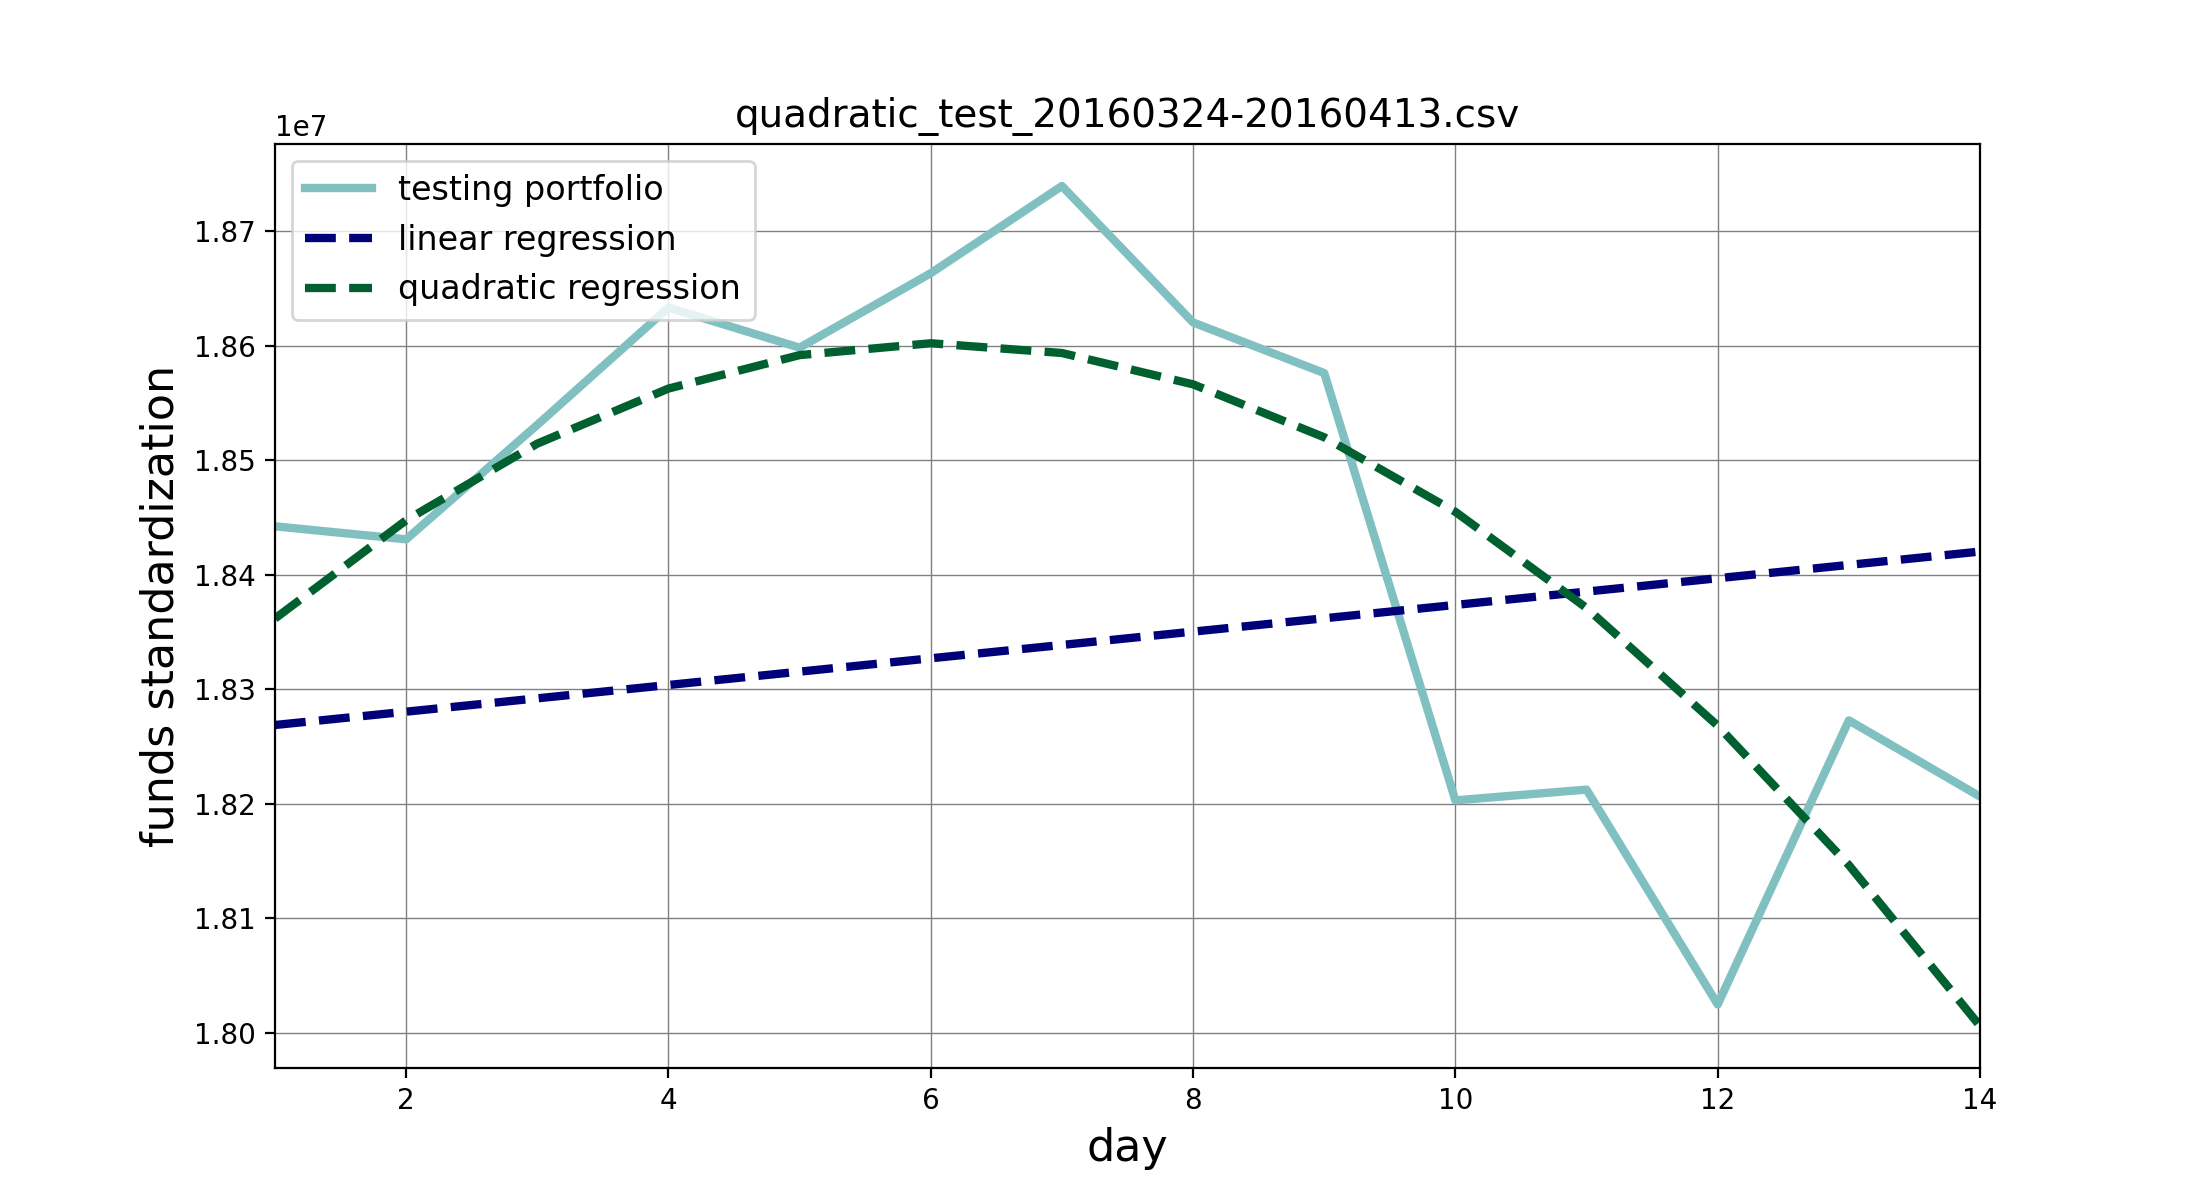 quadratic_test_20160324-20160413.csv
1e7
testing portfolio
linear regression
quadratic regression
1.87
1.86
1.85
1.84
1.83
1.82
1.81
1.80
funds standardization
2 4 6 8 10 12 14
day